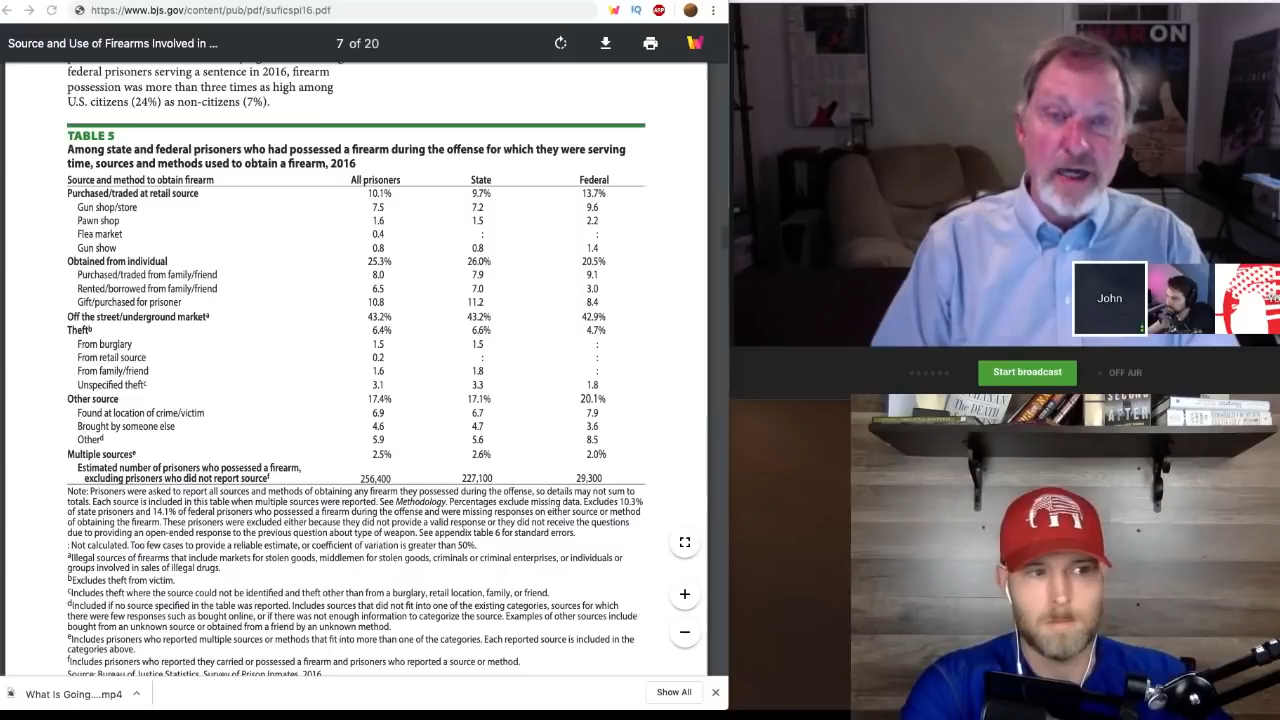 https://www.bjs.gov/content/pub/pdf/suficspi16.pdf
Source and Use of Firearms Involved in ...
7 of 20
federal prisoners serving a sentence in 2016, firearm
possession was more than three times as high among
U.S. citizens (24%) as non-citizens (7%).
TABLE 5
Among state and federal prisoners who had possessed a firearm during the offense for which they were serving
time, sources and methods used to obtain a firearm, 2016
Source and method to obtain firearm All prisoners State Federal
Purchased/traded at retail source 10.1% 9.7% 13.7%
Gun shop/store 7.5 7.2 9.6
Pawn shop 1.6 1.5 2.2
Flea market 0.4 : :
Gun show 0.8 0.8 1.4
Obtained from individual 25.3% 26.0% 20.5%
Purchased/traded from family/friend 8.0 7.9 9.1
Rented/borrowed from family/friend 6.5 7.0 3.0
Gift/purchased for prisoner 10.8 11.2 8.4
Off the street/underground market^a 43.2% 43.2% 42.9%
Theft^b 6.4% 6.6% 4.7%
From burglary 1.5 1.5 :
From retail source 0.2 : :
From family/friend 1.6 1.8 :
Unspecified theft^c 3.1 3.3 1.8
Other source 17.4% 17.1% 20.1%
Found at location of crime/victim 6.9 6.7 7.9
Brought by someone else 4.6 4.7 3.6
Other^d 5.9 5.6 8.5
Multiple sources^e 2.5% 2.6% 2.0%
Estimated number of prisoners who possessed a firearm,
excluding prisoners who did not report source^f 256,400 227,100 29,300
Note: Prisoners were asked to report all sources and methods of obtaining any firearm they possessed during the offense, so details may not sum to
totals. Each source is included in this table when multiple sources were reported. See Methodology. Percentages exclude missing data. Excludes 10.3%
of state prisoners and 14.1% of federal prisoners who possessed a firearm during the offense and were missing responses on either source or method
of obtaining the firearm. These prisoners were excluded either because they did not provide a valid response or they did not receive the questions
due to providing an open-ended response to the previous question about type of weapon. See appendix table 6 for standard errors.
: Not calculated. Too few cases to provide a reliable estimate, or coefficient of variation is greater than 50%.
^aIllegal sources of firearms that include markets for stolen goods, middlemen for stolen goods, criminals or criminal enterprises, or individuals or
groups involved in sales of illegal drugs.
^bExcludes theft from victim.
^cIncludes theft where the source could not be identified and theft other than from a burglary, retail location, family, or friend.
^dIncluded if no source specified in the table was reported. Includes sources that did not fit into one of the existing categories, sources for which
there were few responses such as bought online, or if there was not enough information to categorize the source. Examples of other sources include
bought from an unknown source or obtained from a friend by an unknown method.
^eIncludes prisoners who reported multiple sources or methods that fit into more than one of the categories. Each reported source is included in the
categories above.
^fIncludes prisoners who reported they carried or possessed a firearm and prisoners who reported a source or method.
Source: Bureau of Justice Statistics, Survey of Prison Inmates, 2016.
What Is Going....mp4
Show All
WAR ON
John
Start broadcast
OFF AIR
DEATH
SECOND
AFTER